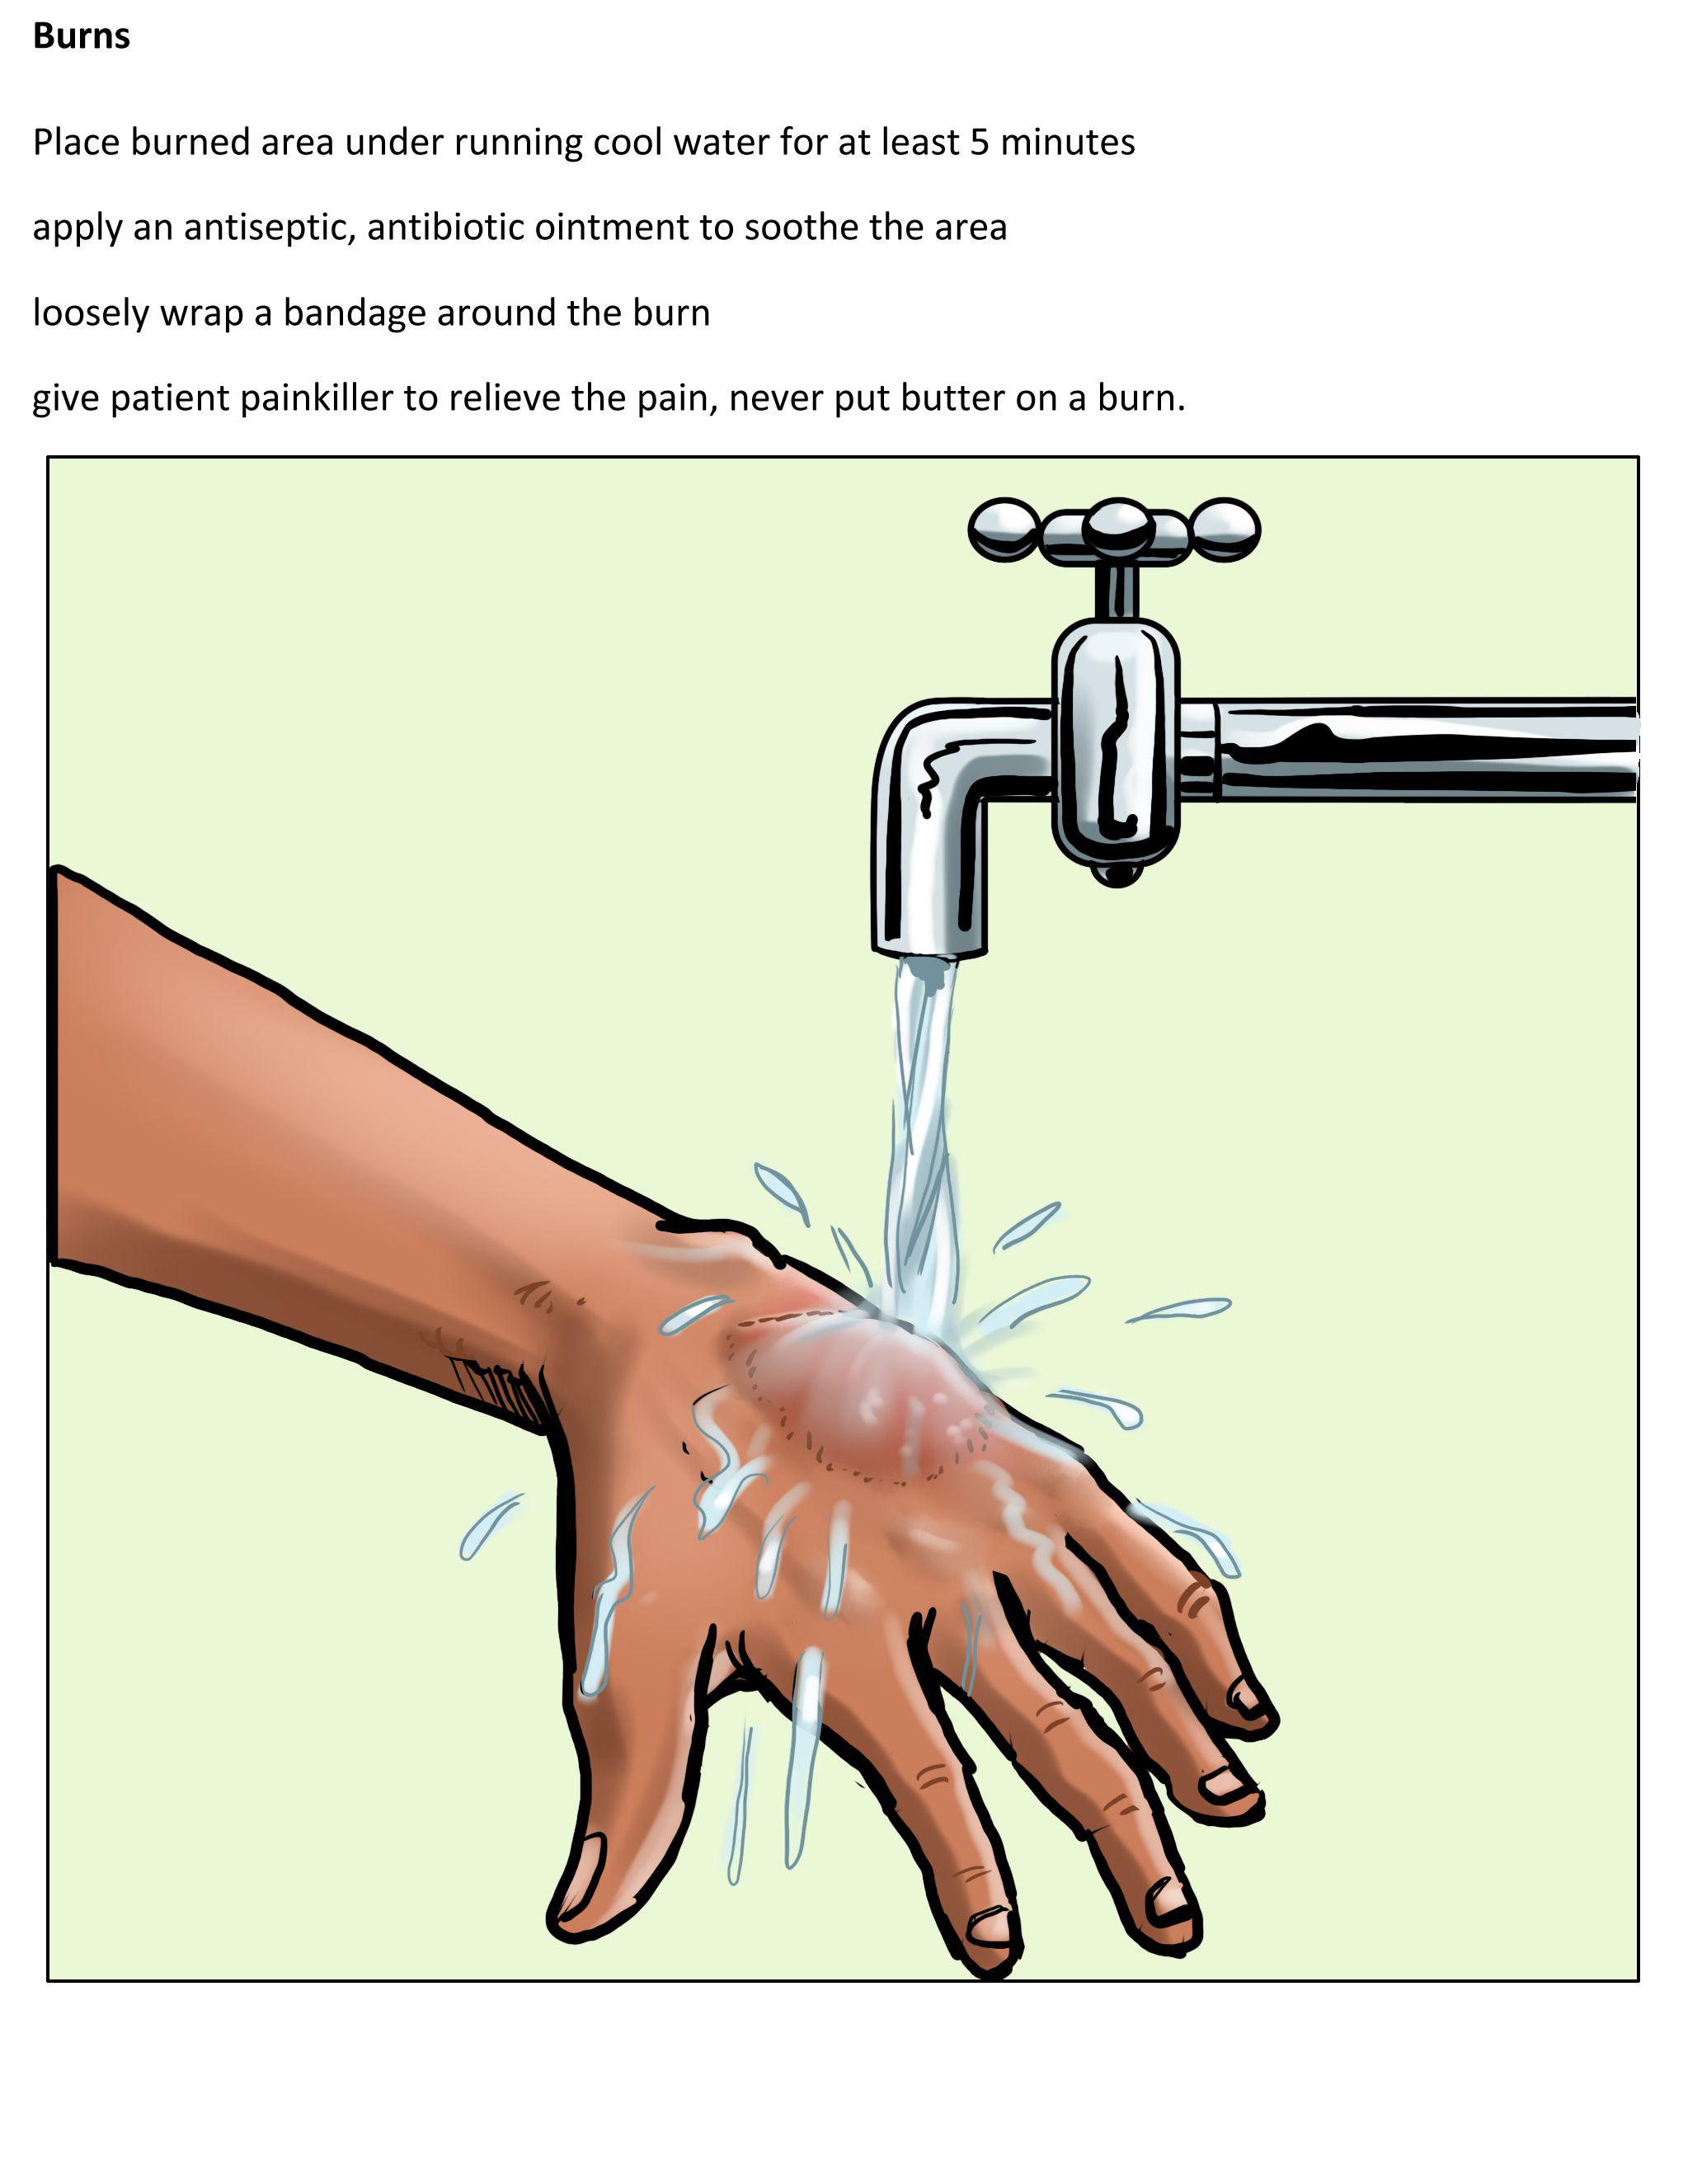 Burns
Place burned area under running cool water for at least 5 minutes
apply an antiseptic, antibiotic ointment to soothe the area
loosely wrap a bandage around the burn
give patient painkiller to relieve the pain, never put butter on a burn.